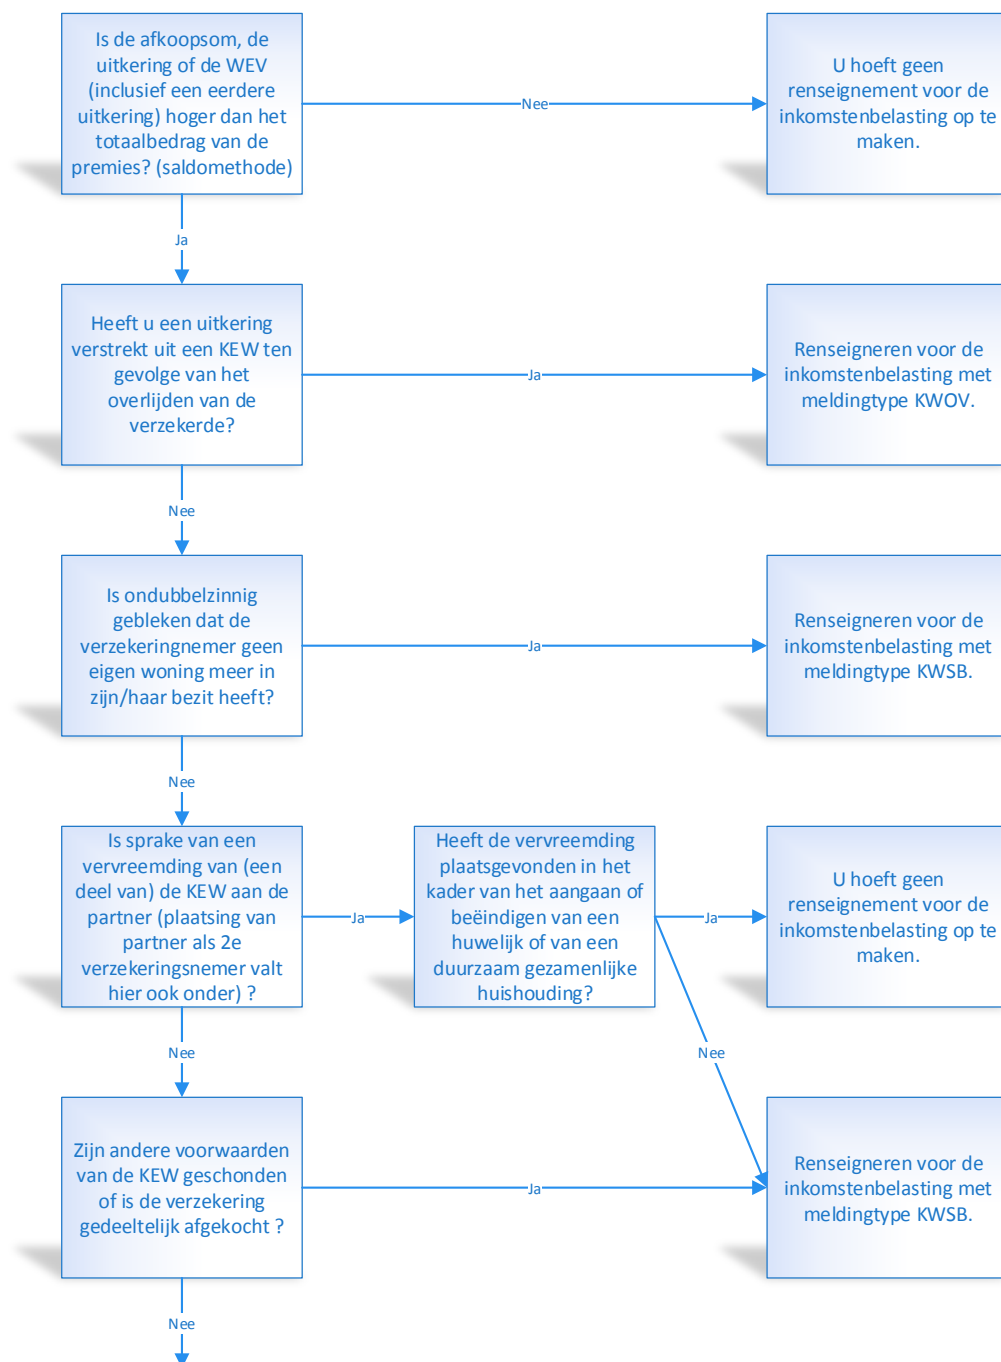 Is de afkoopsom, de
uitkering of de WEV
(inclusief een eerdere
uitkering) hoger dan het
totaalbedrag van de
premies? (saldomethode)
Nee
U hoeft geen
renseignement voor de
inkomstenbelasting op te
maken.
Ja
Heeft u een uitkering
verstrekt uit een KEW ten
gevolge van het
overlijden van de
verzekerde?
Ja
Renseigneren voor de
inkomstenbelasting met
meldingtype KWOV.
Nee
Is ondubbelzinnig
gebleken dat de
verzekeringnemer geen
eigen woning meer in
zijn/haar bezit heeft?
Ja
Renseigneren voor de
inkomstenbelasting met
meldingtype KWSB.
Nee
Is sprake van een
vervreemding van (een
deel van) de KEW aan de
partner (plaatsing van
partner als 2e
verzekeringsnemer valt
hier ook onder) ?
Ja
Heeft de vervreemding
plaatsgevonden in het
kader van het aangaan of
beëindigen van een
huwelijk of van een
duurzaam gezamenlijke
huishouding?
Ja
U hoeft geen
renseignement voor de
inkomstenbelasting op te
maken.
Nee
Nee
Zijn andere voorwaarden
van de KEW geschonden
of is de verzekering
gedeeltelijk afgekocht ?
Ja
Renseigneren voor de
inkomstenbelasting met
meldingtype KWSB.
Nee